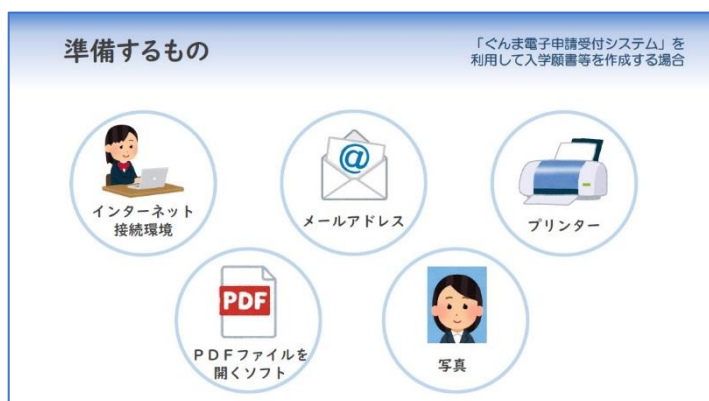 準備するもの
「ぐんま電子申請受付システム」を
利用して入学願書等を作成する場合
インターネット
接続環境
@
メールアドレス
プリンター
PDF
PDFファイルを
開くソフト
写真